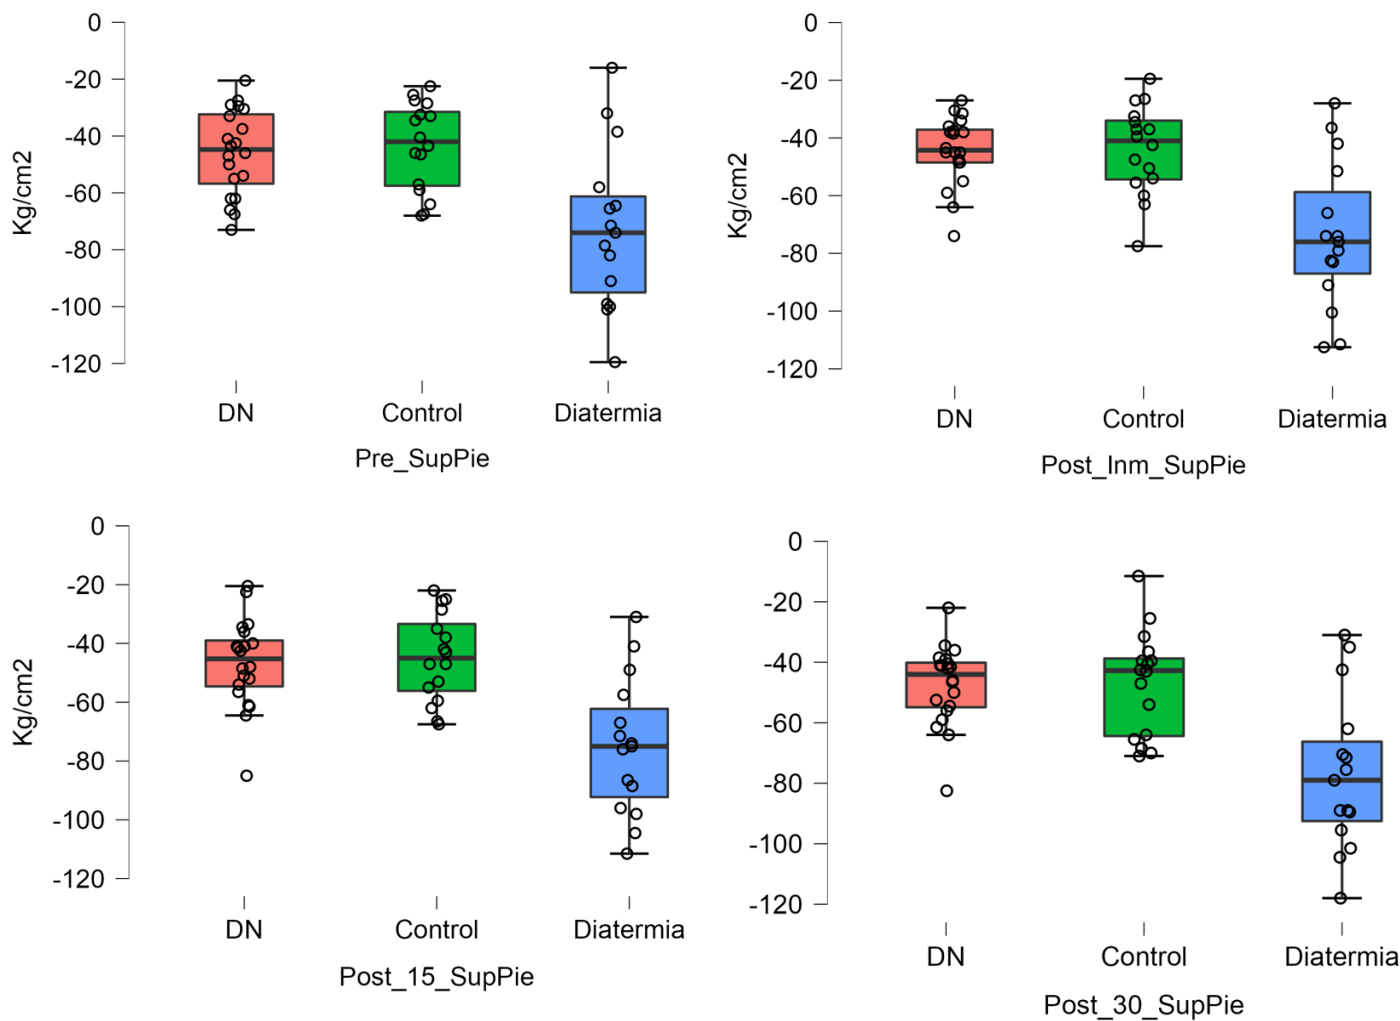 0
-20
-40
-60
-80
-100
-120
Kg/cm2
DN Control Diatermia
Pre_SupPie
0
-20
-40
-60
-80
-100
-120
Kg/cm2
DN Control Diatermia
Post_Inm_SupPie
0
-20
-40
-60
-80
-100
-120
Kg/cm2
DN Control Diatermia
Post_15_SupPie
0
-20
-40
-60
-80
-100
-120
DN Control Diatermia
Post_30_SupPie